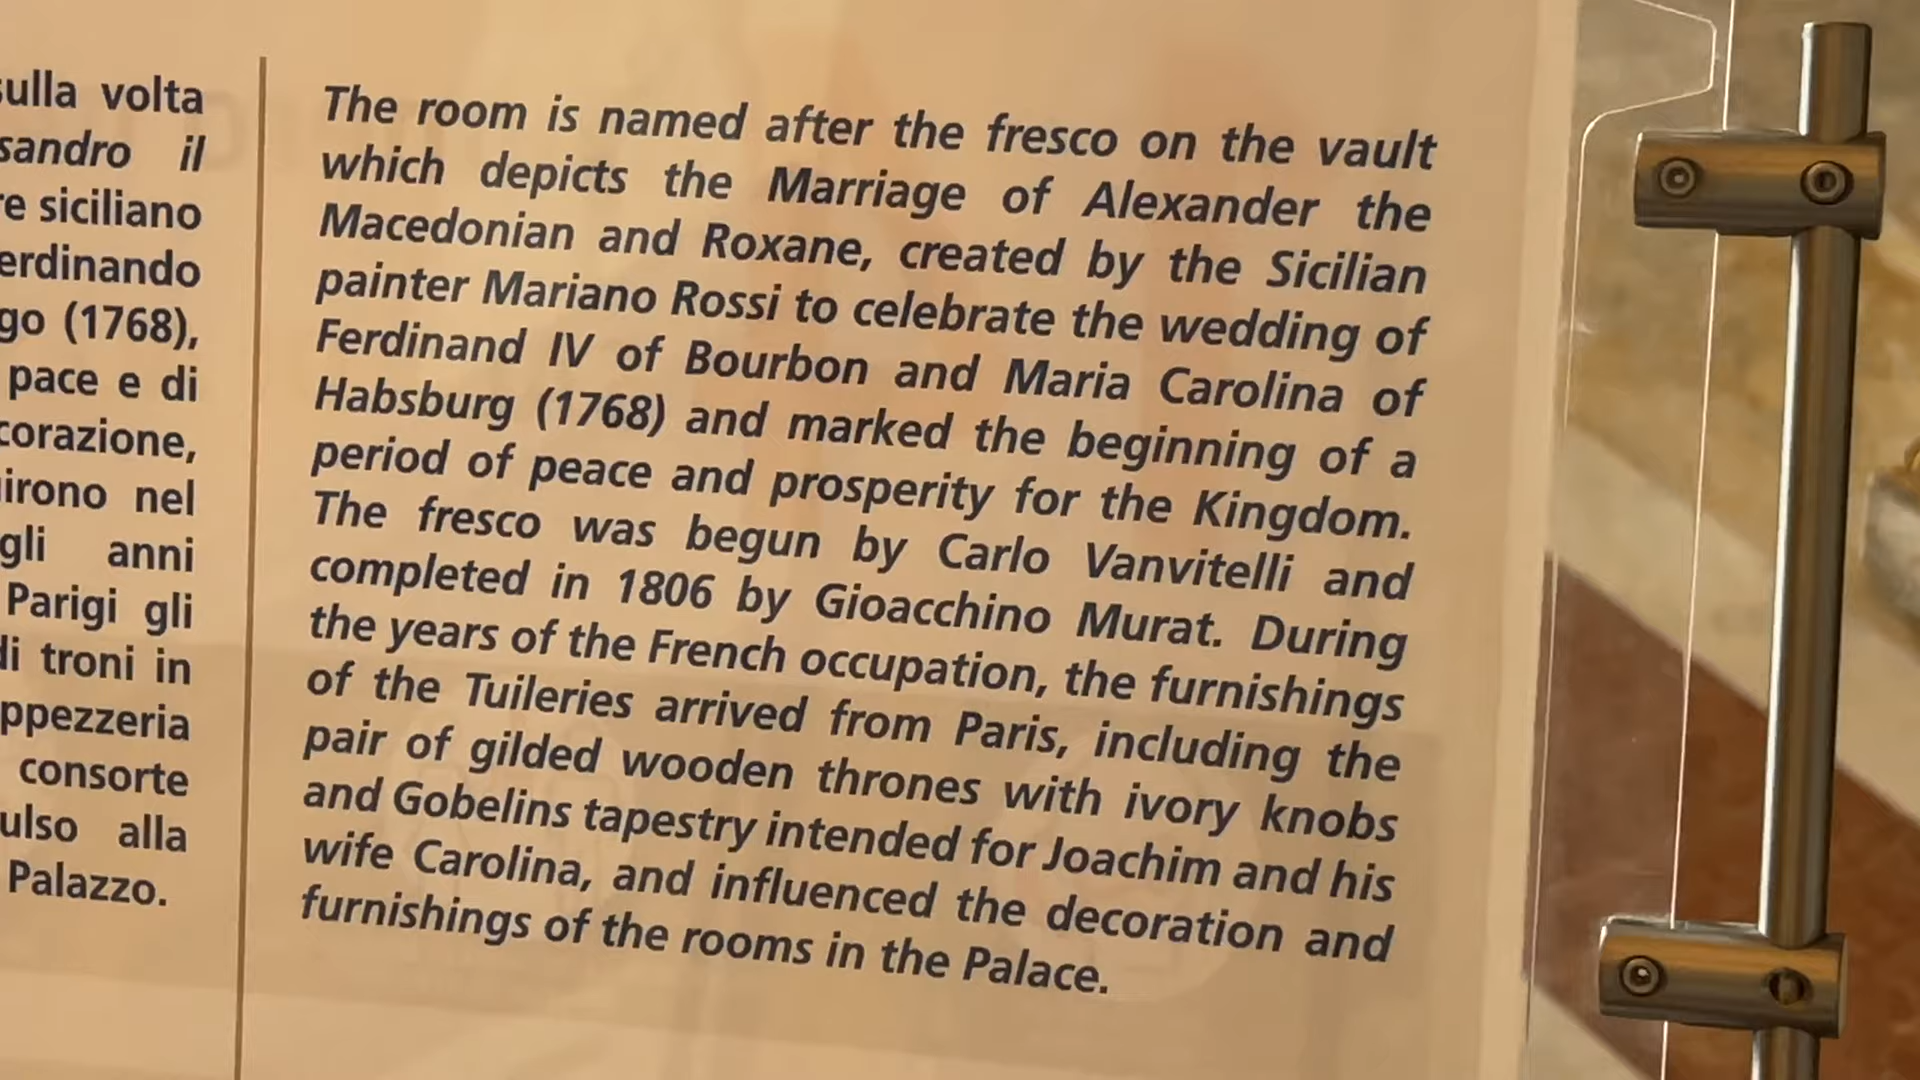 sulla volta
sandro il
re siciliano
erdinando
go (1768),
pace e di
corazione,
irono nel
gli anni
Parigi gli
di troni in
ppezzeria
consorte
ulso alla
Palazzo.
The room is named after the fresco on the vault
which depicts the Marriage of Alexander the
Macedonian and Roxane, created by the Sicilian
painter Mariano Rossi to celebrate the wedding of
Ferdinand IV of Bourbon and Maria Carolina of
Habsburg (1768) and marked the beginning of a
period of peace and prosperity for the Kingdom.
The fresco was begun by Carlo Vanvitelli and
completed in 1806 by Gioacchino Murat. During
the years of the French occupation, the furnishings
of the Tuileries arrived from Paris, including the
pair of gilded wooden thrones with ivory knobs
and Gobelins tapestry intended for Joachim and his
wife Carolina, and influenced the decoration and
furnishings of the rooms in the Palace.